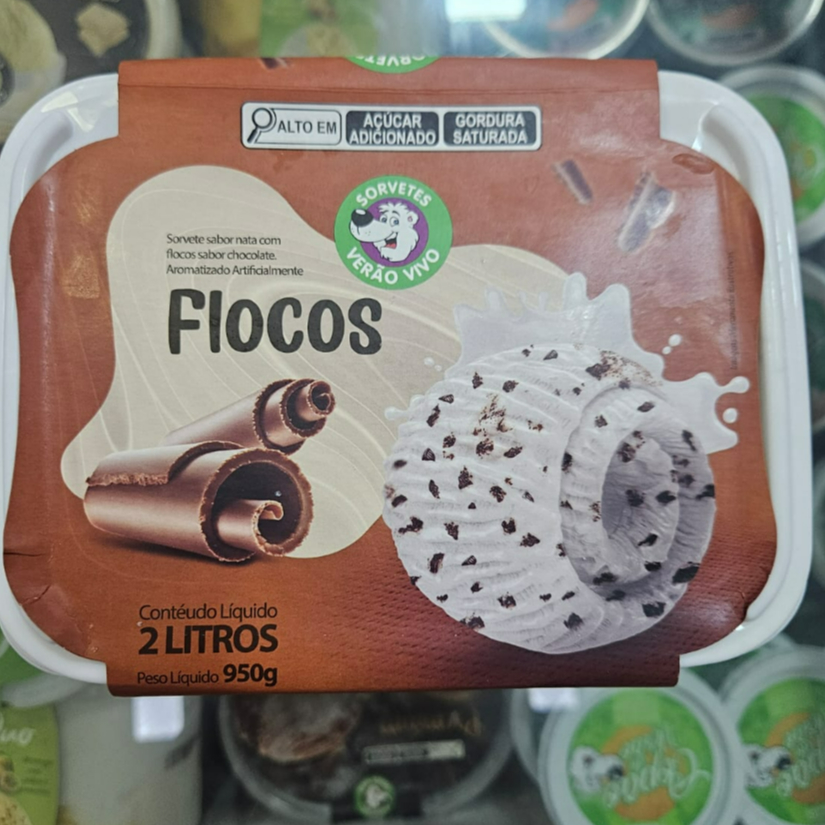 SORVETES
ALTO EM
AÇÚCAR
ADICIONADO
GORDURA
SATURADA
SORVETES
VERÃO VIVO
Sorvete sabor nata com
flocos sabor chocolate.
Aromatizado Artificialmente
FLOCOS
Contéudo Líquido
2 LITROS
Peso Líquido 950g